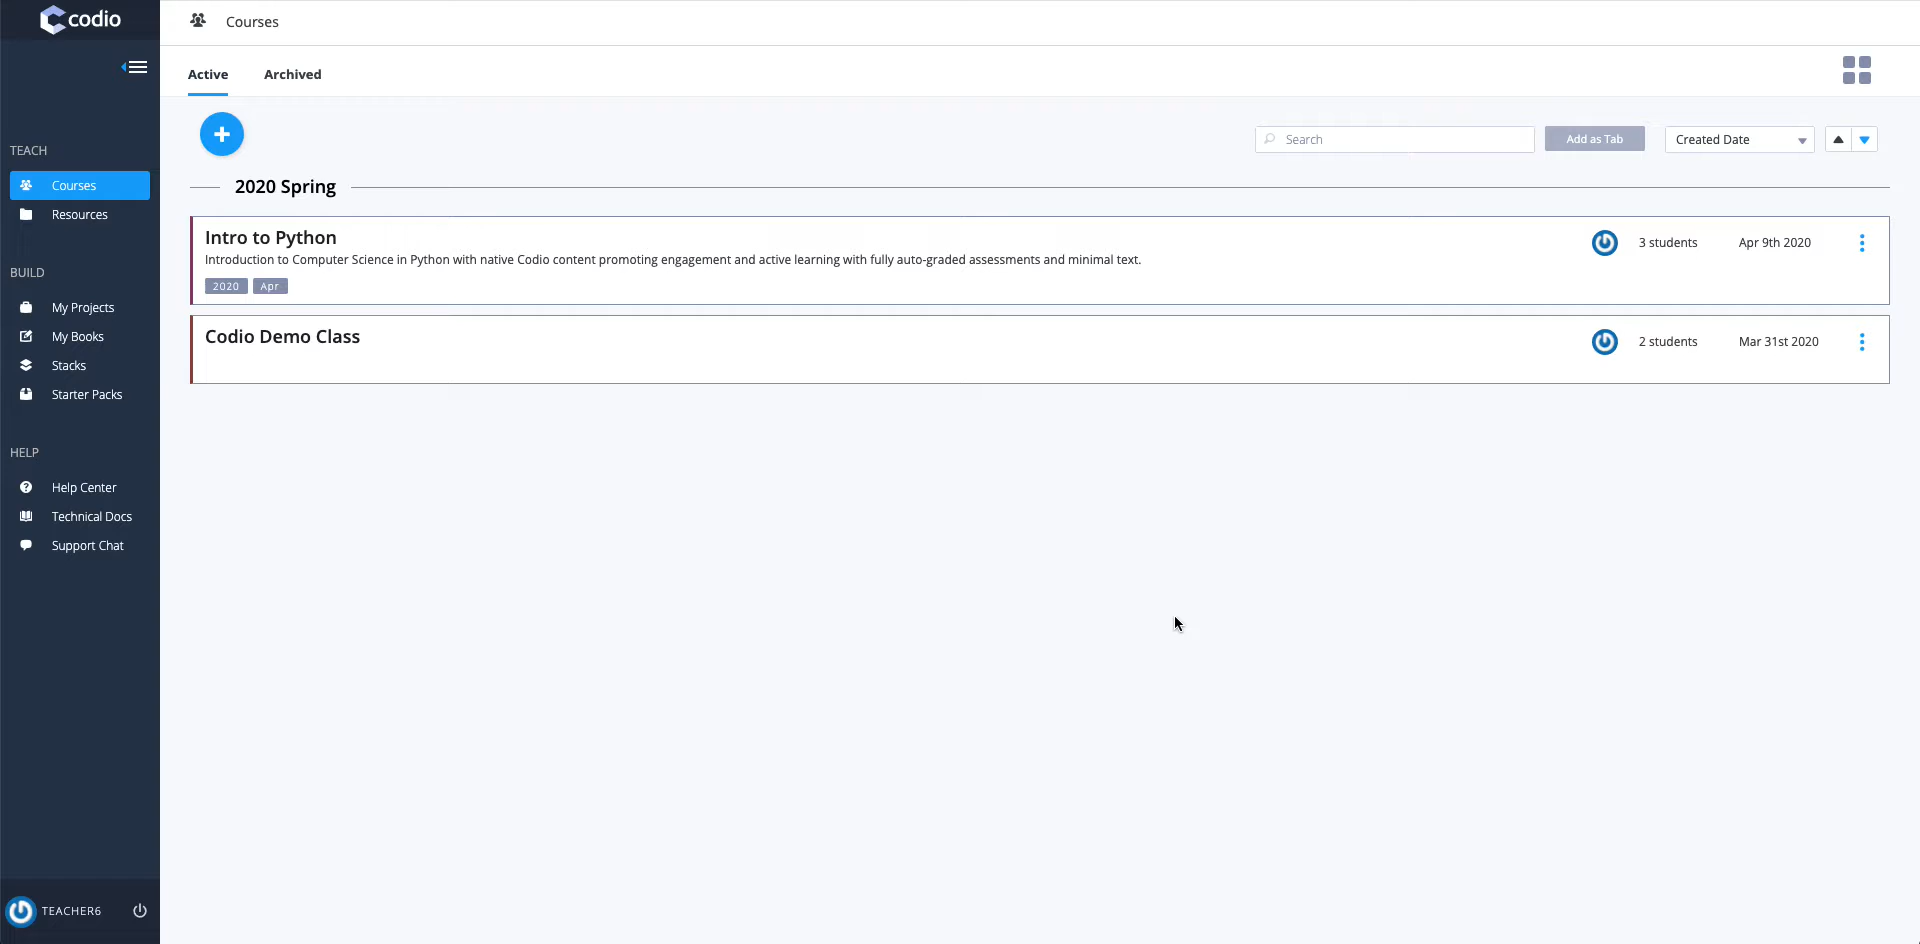 codio
Courses
Active
Archived
TEACH
Courses
Resources
BUILD
My Projects
My Books
Stacks
Starter Packs
HELP
Help Center
Technical Docs
Support Chat
TEACHER6
Search
Add as Tab
Created Date
2020 Spring
Intro to Python
3 students
Apr 9th 2020
Introduction to Computer Science in Python with native Codio content promoting engagement and active learning with fully auto-graded assessments and minimal text.
2020
Apr
Codio Demo Class
2 students
Mar 31st 2020